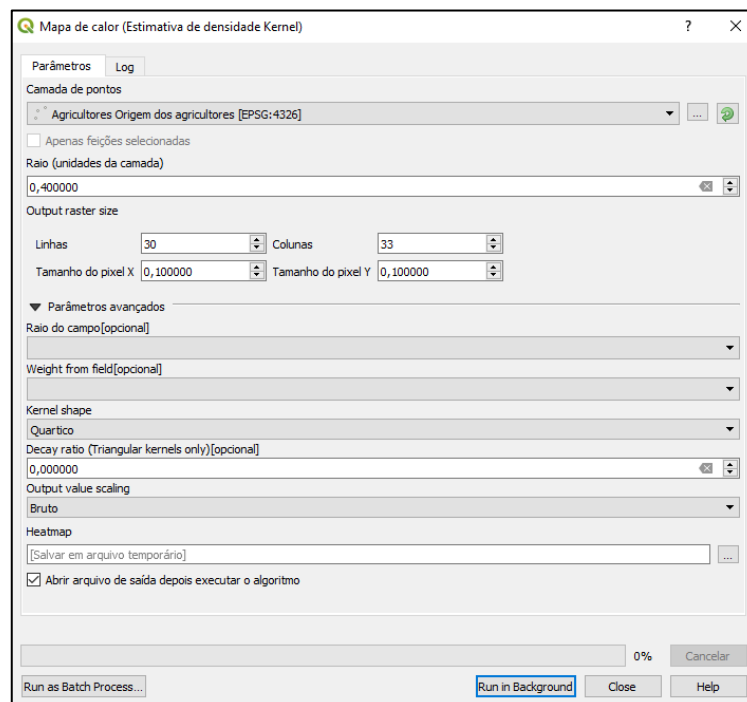 Mapa de calor (Estimativa de densidade Kernel)
?
Parâmetros Log
Camada de pontos
Agricultores Origem dos agricultores [EPSG:4326]
...
Apenas feições selecionadas
Raio (unidades da camada)
0,400000
Output raster size
Linhas 30 Colunas 33
Tamanho do pixel X 0,100000 Tamanho do pixel Y 0,100000
Parâmetros avançados
Raio do campo[opcional]
Weight from field[opcional]
Kernel shape
Quartico
Decay ratio (Triangular kernels only)[opcional]
0,000000
Output value scaling
Bruto
Heatmap
[Salvar em arquivo temporário] ...
Abrir arquivo de saída depois executar o algoritmo
0% Cancelar
Run as Batch Process... Run in Background Close Help